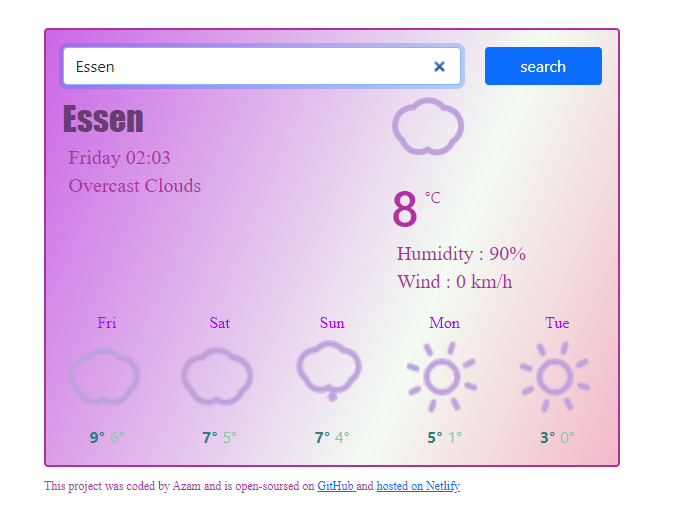 Essen
search
Essen
Friday 02:03
Overcast Clouds
8 °C
Humidity : 90%
Wind : 0 km/h
Fri Sat Sun Mon Tue
9° 6° 7° 5° 7° 4° 5° 1° 3° 0°
This project was coded by Azam and is open-soursed on GitHub and hosted on Netlify